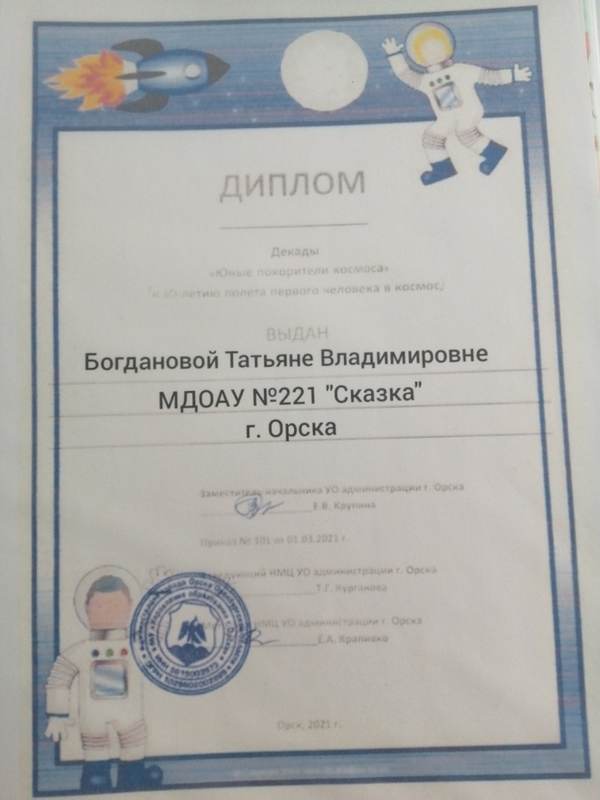 ДИПЛОМ
Декады
«Юные покорители космоса»
летию полета первого человека в космос)
ВЫДАН
Богдановой Татьяне Владимировне
МДОАУ №221 "Сказка"
г. Орска
Заместитель начальника УО администрации г. Орска
Е.В. Крупина
Приказ № 101 от 01.03.2021 г.
НМЦ УО администрации г. Орска
Т.Г. Курганова
НМЦ УО администрации г. Орска
Е.А. Крапивко
Орск, 2021 г.